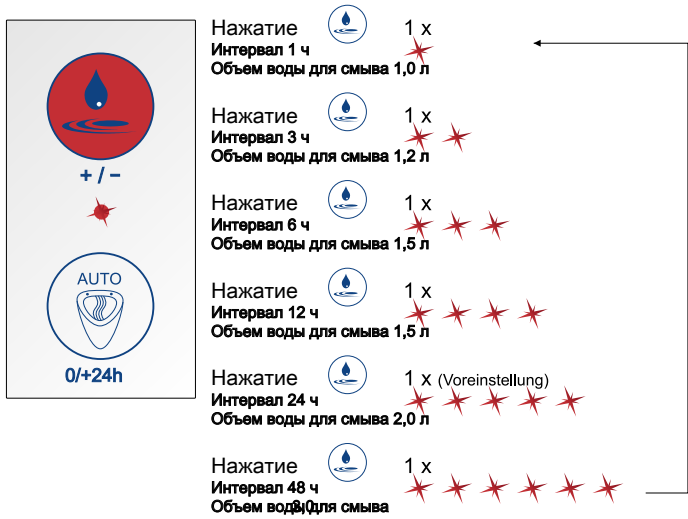 + / −
AUTO
0/+24h
Нажатие 1 x
Интервал 1 ч
Объем воды для смыва 1,0 л
Нажатие 1 x
Интервал 3 ч
Объем воды для смыва 1,2 л
Нажатие 1 x
Интервал 6 ч
Объем воды для смыва 1,5 л
Нажатие 1 x
Интервал 12 ч
Объем воды для смыва 1,5 л
Нажатие 1 x (Voreinstellung)
Интервал 24 ч
Объем воды для смыва 2,0 л
Нажатие 1 x
Интервал 48 ч
Объем воды для смыва